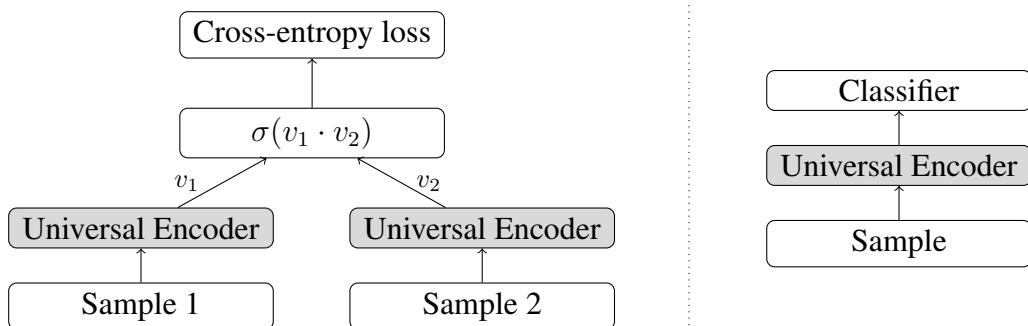 Cross-entropy loss
σ(v₁ · v₂)
v₁
v₂
Universal Encoder
Universal Encoder
Sample 1
Sample 2
Classifier
Universal Encoder
Sample